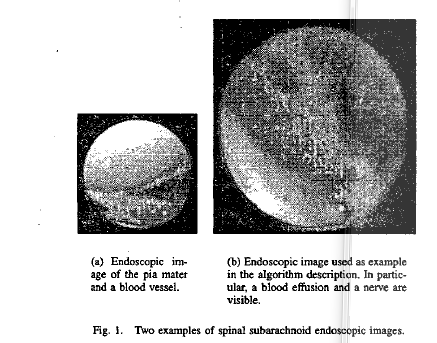 (a) Endoscopic im-
age of the pia mater
and a blood vessel.
(b) Endoscopic image used as example
in the algorithm description. In partic-
ular, a blood effusion and a nerve are
visible.
Fig. 1. Two examples of spinal subarachnoid endoscopic images.